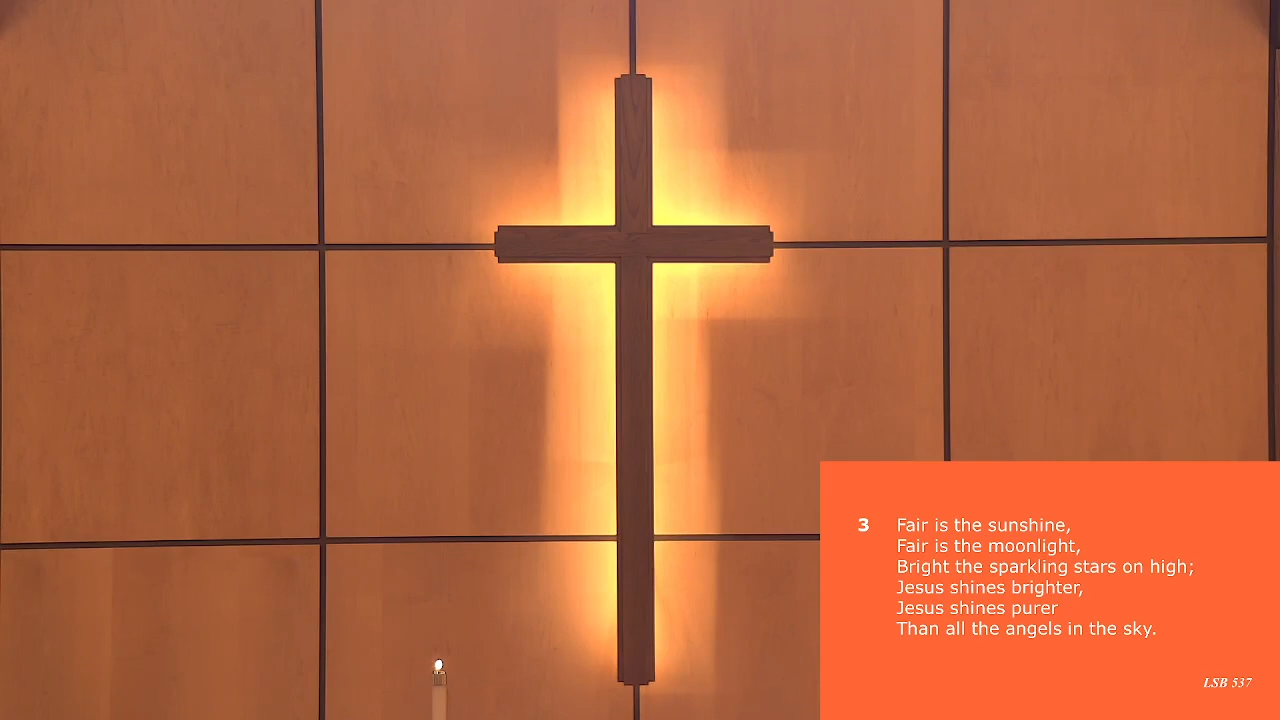 3 Fair is the sunshine,
Fair is the moonlight,
Bright the sparkling stars on high;
Jesus shines brighter,
Jesus shines purer
Than all the angels in the sky.
LSB 537